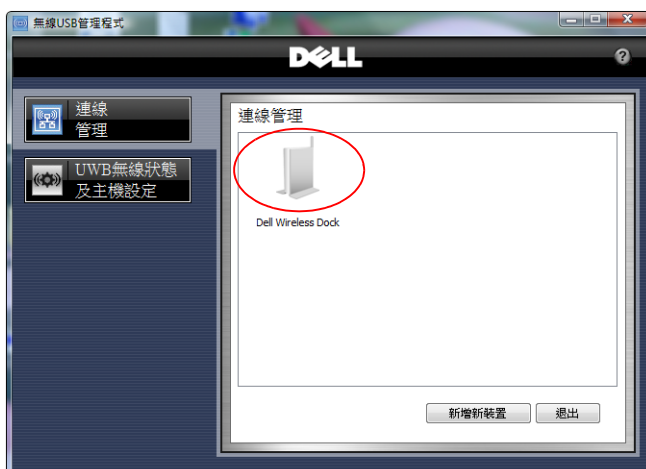 無線USB管理程式
DELL
?
連線
管理
UWB無線狀態
及主機設定
連線管理
Dell Wireless Dock
新增新裝置
退出